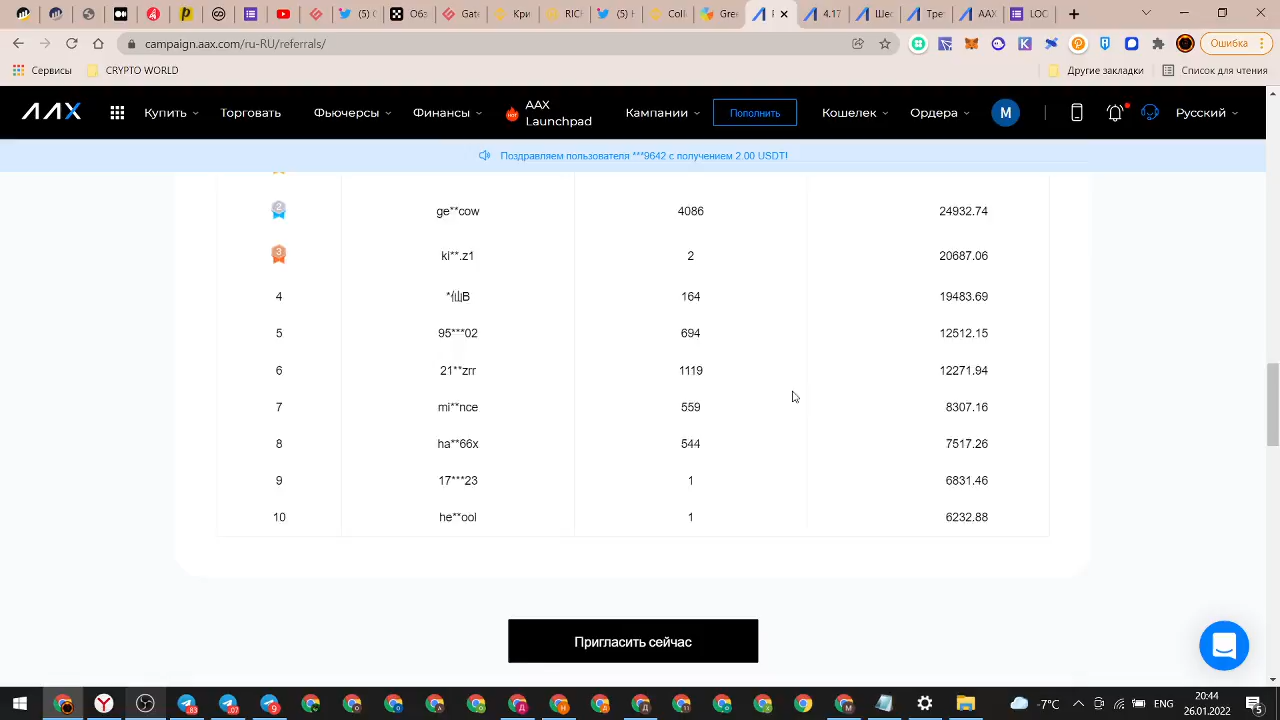 campaign.aax.com/ru-RU/referrals/
Ошибка
Сервисы
CRYPTO WORLD
Другие закладки
Список для чтения
AAX
Купить
Торговать
Фьючерсы
Финансы
HOT
AAX
Launchpad
Кампании
Пополнить
Кошелек
Ордера
M
Русский
Поздравляем пользователя ***9642 с получением 2.00 USDT!
2 ge**cow 4086 24932.74
3 ki**.z1 2 20687.06
4 *仙B 164 19483.69
5 95***02 694 12512.15
6 21**zrr 1119 12271.94
7 mi**nce 559 8307.16
8 ha**66x 544 7517.26
9 17***23 1 6831.46
10 he**ool 1 6232.88
Пригласить сейчас
-7°C
ENG
20:44
26.01.2022